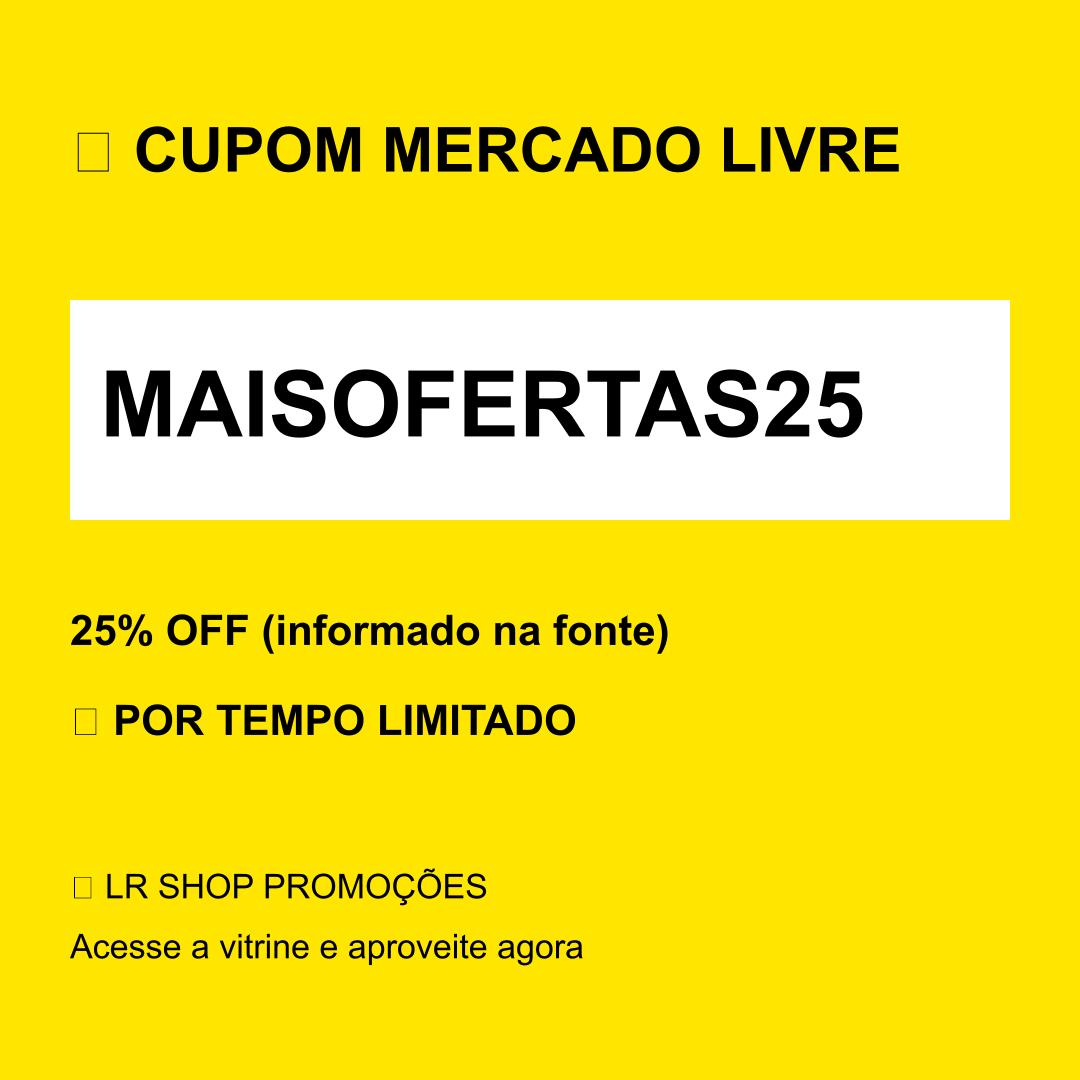 □ CUPOM MERCADO LIVRE
MAISOFERTAS25
25% OFF (informado na fonte)
□ POR TEMPO LIMITADO
□ LR SHOP PROMOÇÕES
Acesse a vitrine e aproveite agora